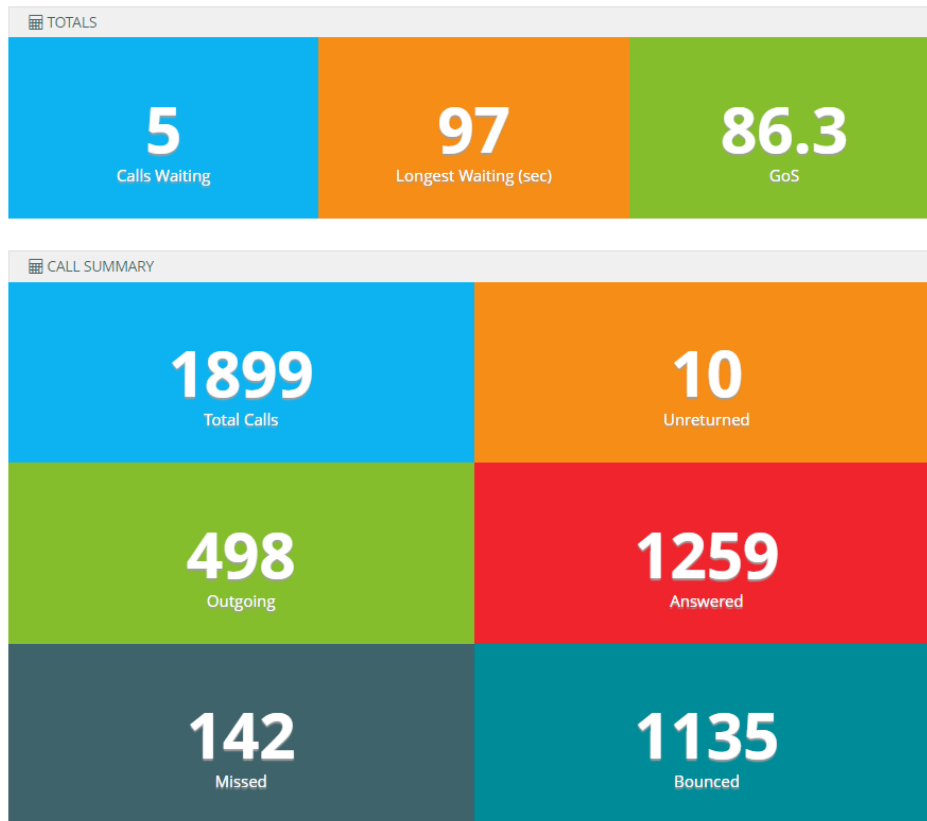 TOTALS
5
Calls Waiting
97
Longest Waiting (sec)
86.3
GoS
CALL SUMMARY
1899
Total Calls
10
Unreturned
498
Outgoing
1259
Answered
142
Missed
1135
Bounced